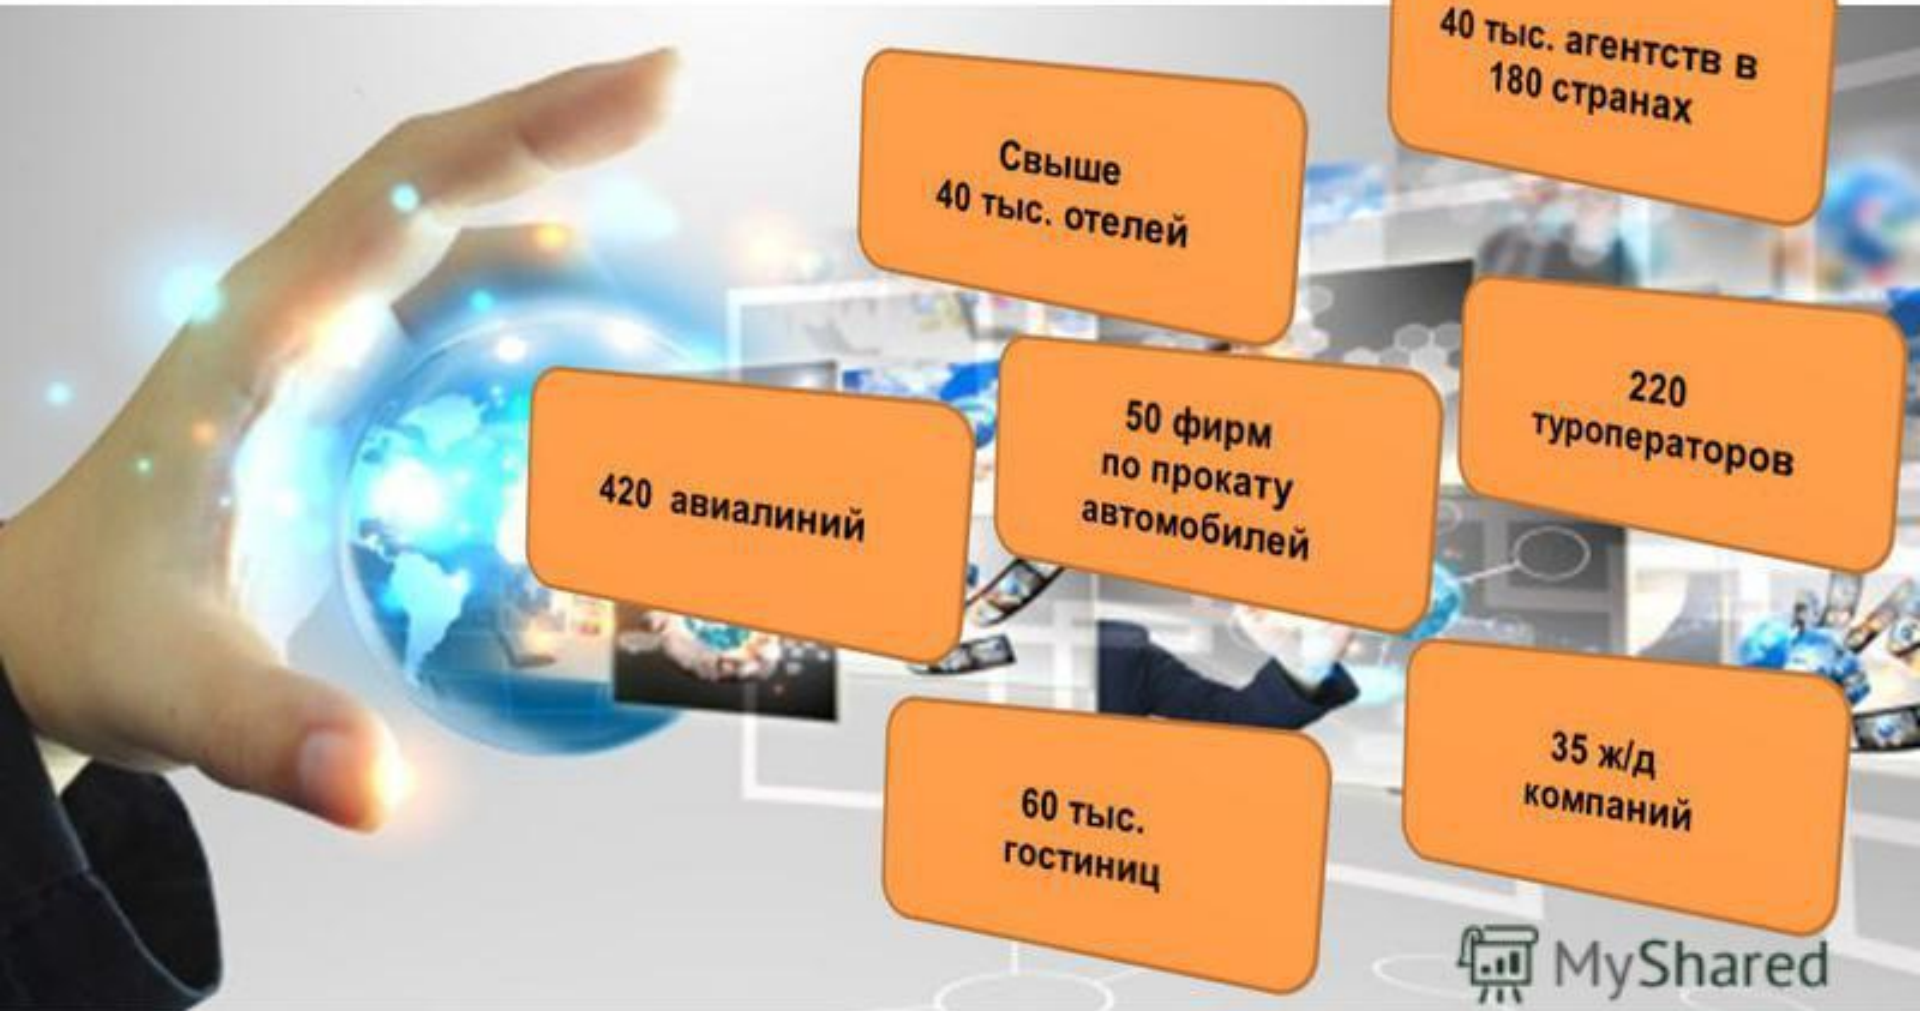 40 тыс. агентств в
180 странах
Свыше
40 тыс. отелей
220
туроператоров
50 фирм
по прокату
автомобилей
420 авиалиний
35 ж/д
компаний
60 тыс.
гостиниц
MyShared